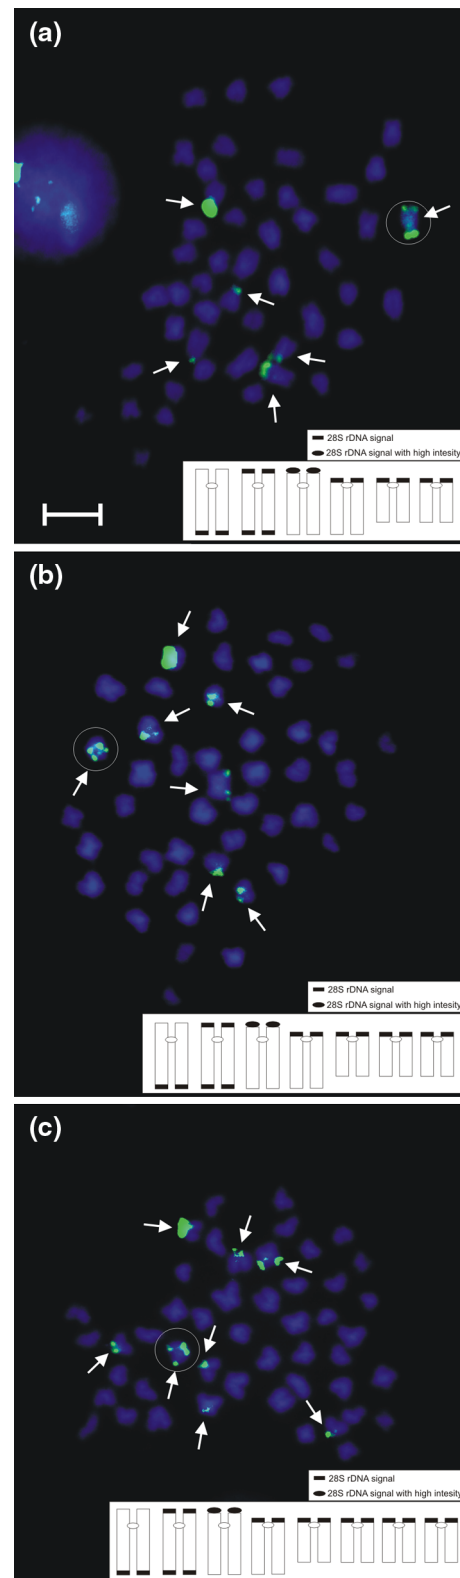 (a)
28S rDNA signal
28S rDNA signal with high intesity
(b)
28S rDNA signal
28S rDNA signal with high intesity
(c)
28S rDNA signal
28S rDNA signal with high intesity